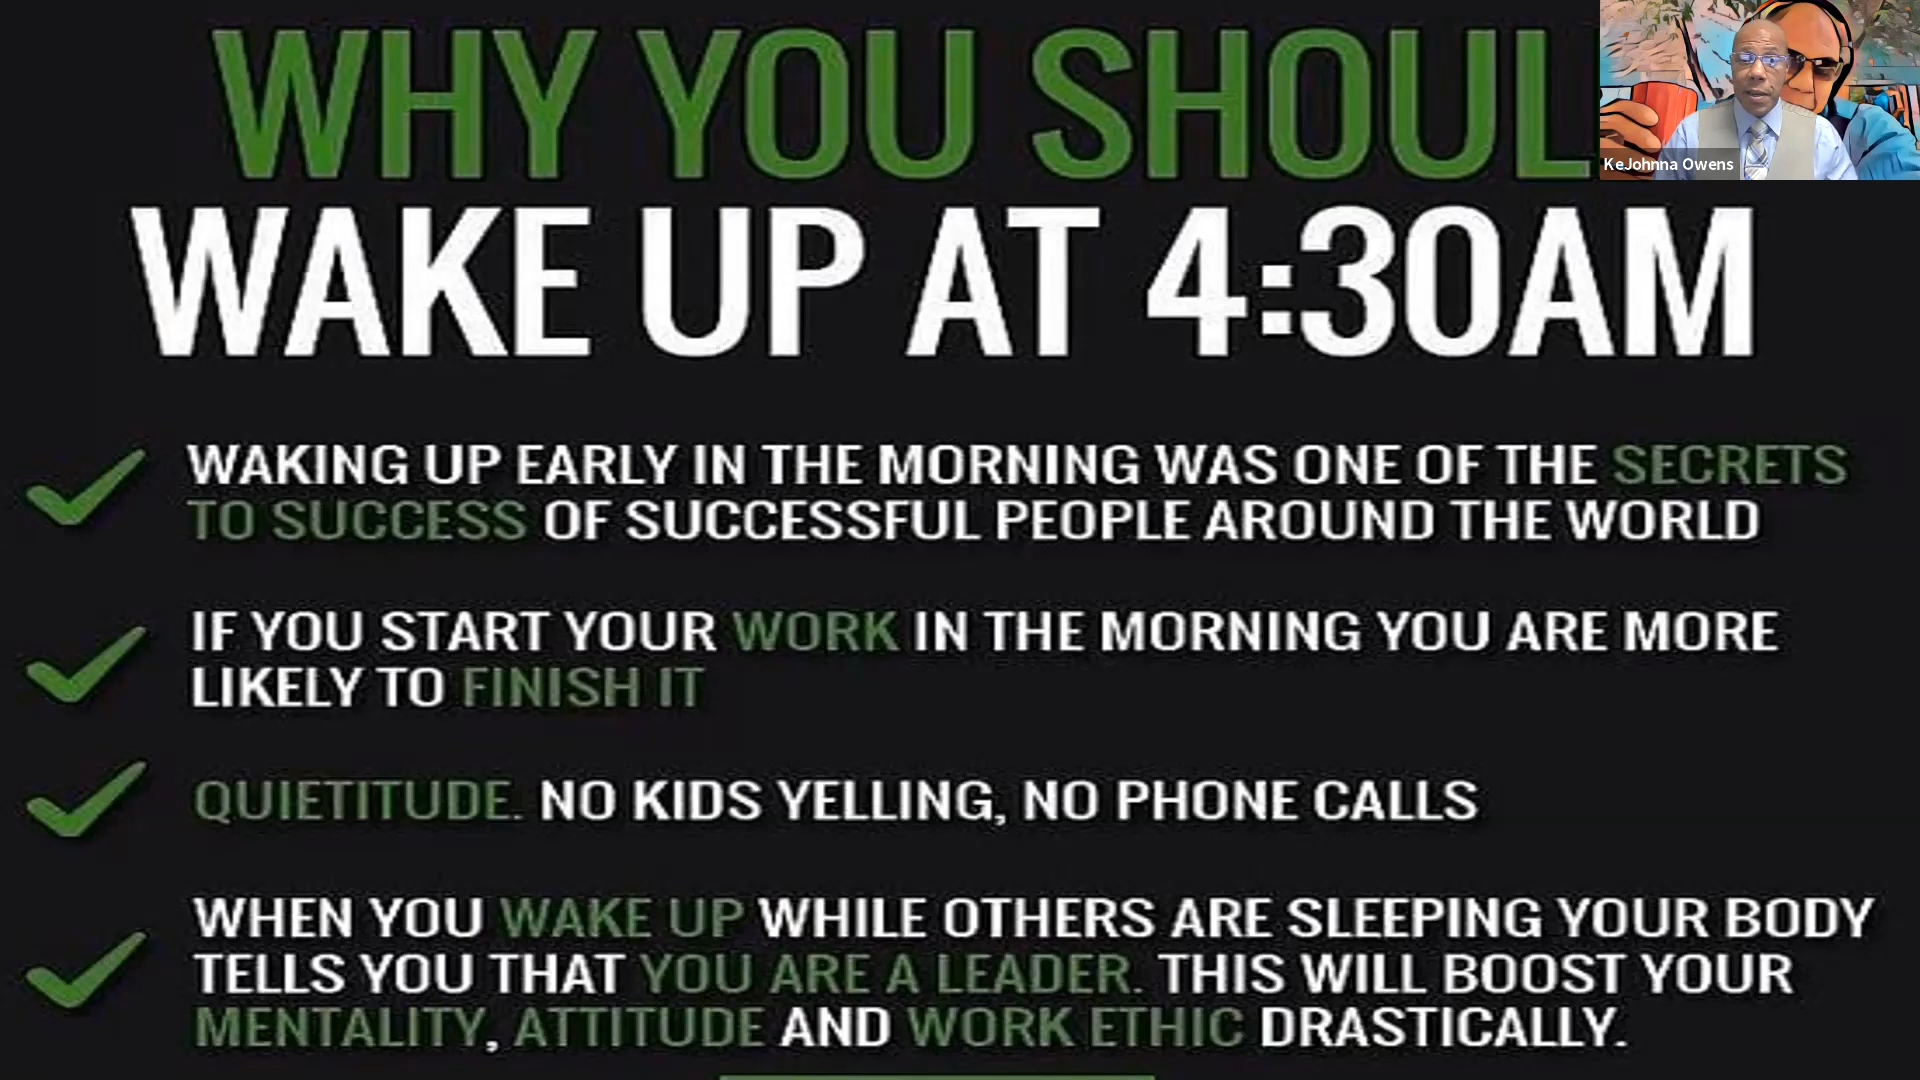 WHY YOU SHOUL
WAKE UP AT 4:30AM
WAKING UP EARLY IN THE MORNING WAS ONE OF THE SECRETS
TO SUCCESS OF SUCCESSFUL PEOPLE AROUND THE WORLD
IF YOU START YOUR WORK IN THE MORNING YOU ARE MORE
LIKELY TO FINISH IT
QUIETITUDE. NO KIDS YELLING, NO PHONE CALLS
WHEN YOU WAKE UP WHILE OTHERS ARE SLEEPING YOUR BODY
TELLS YOU THAT YOU ARE A LEADER. THIS WILL BOOST YOUR
MENTALITY, ATTITUDE AND WORK ETHIC DRASTICALLY.
KeJohnna Owens